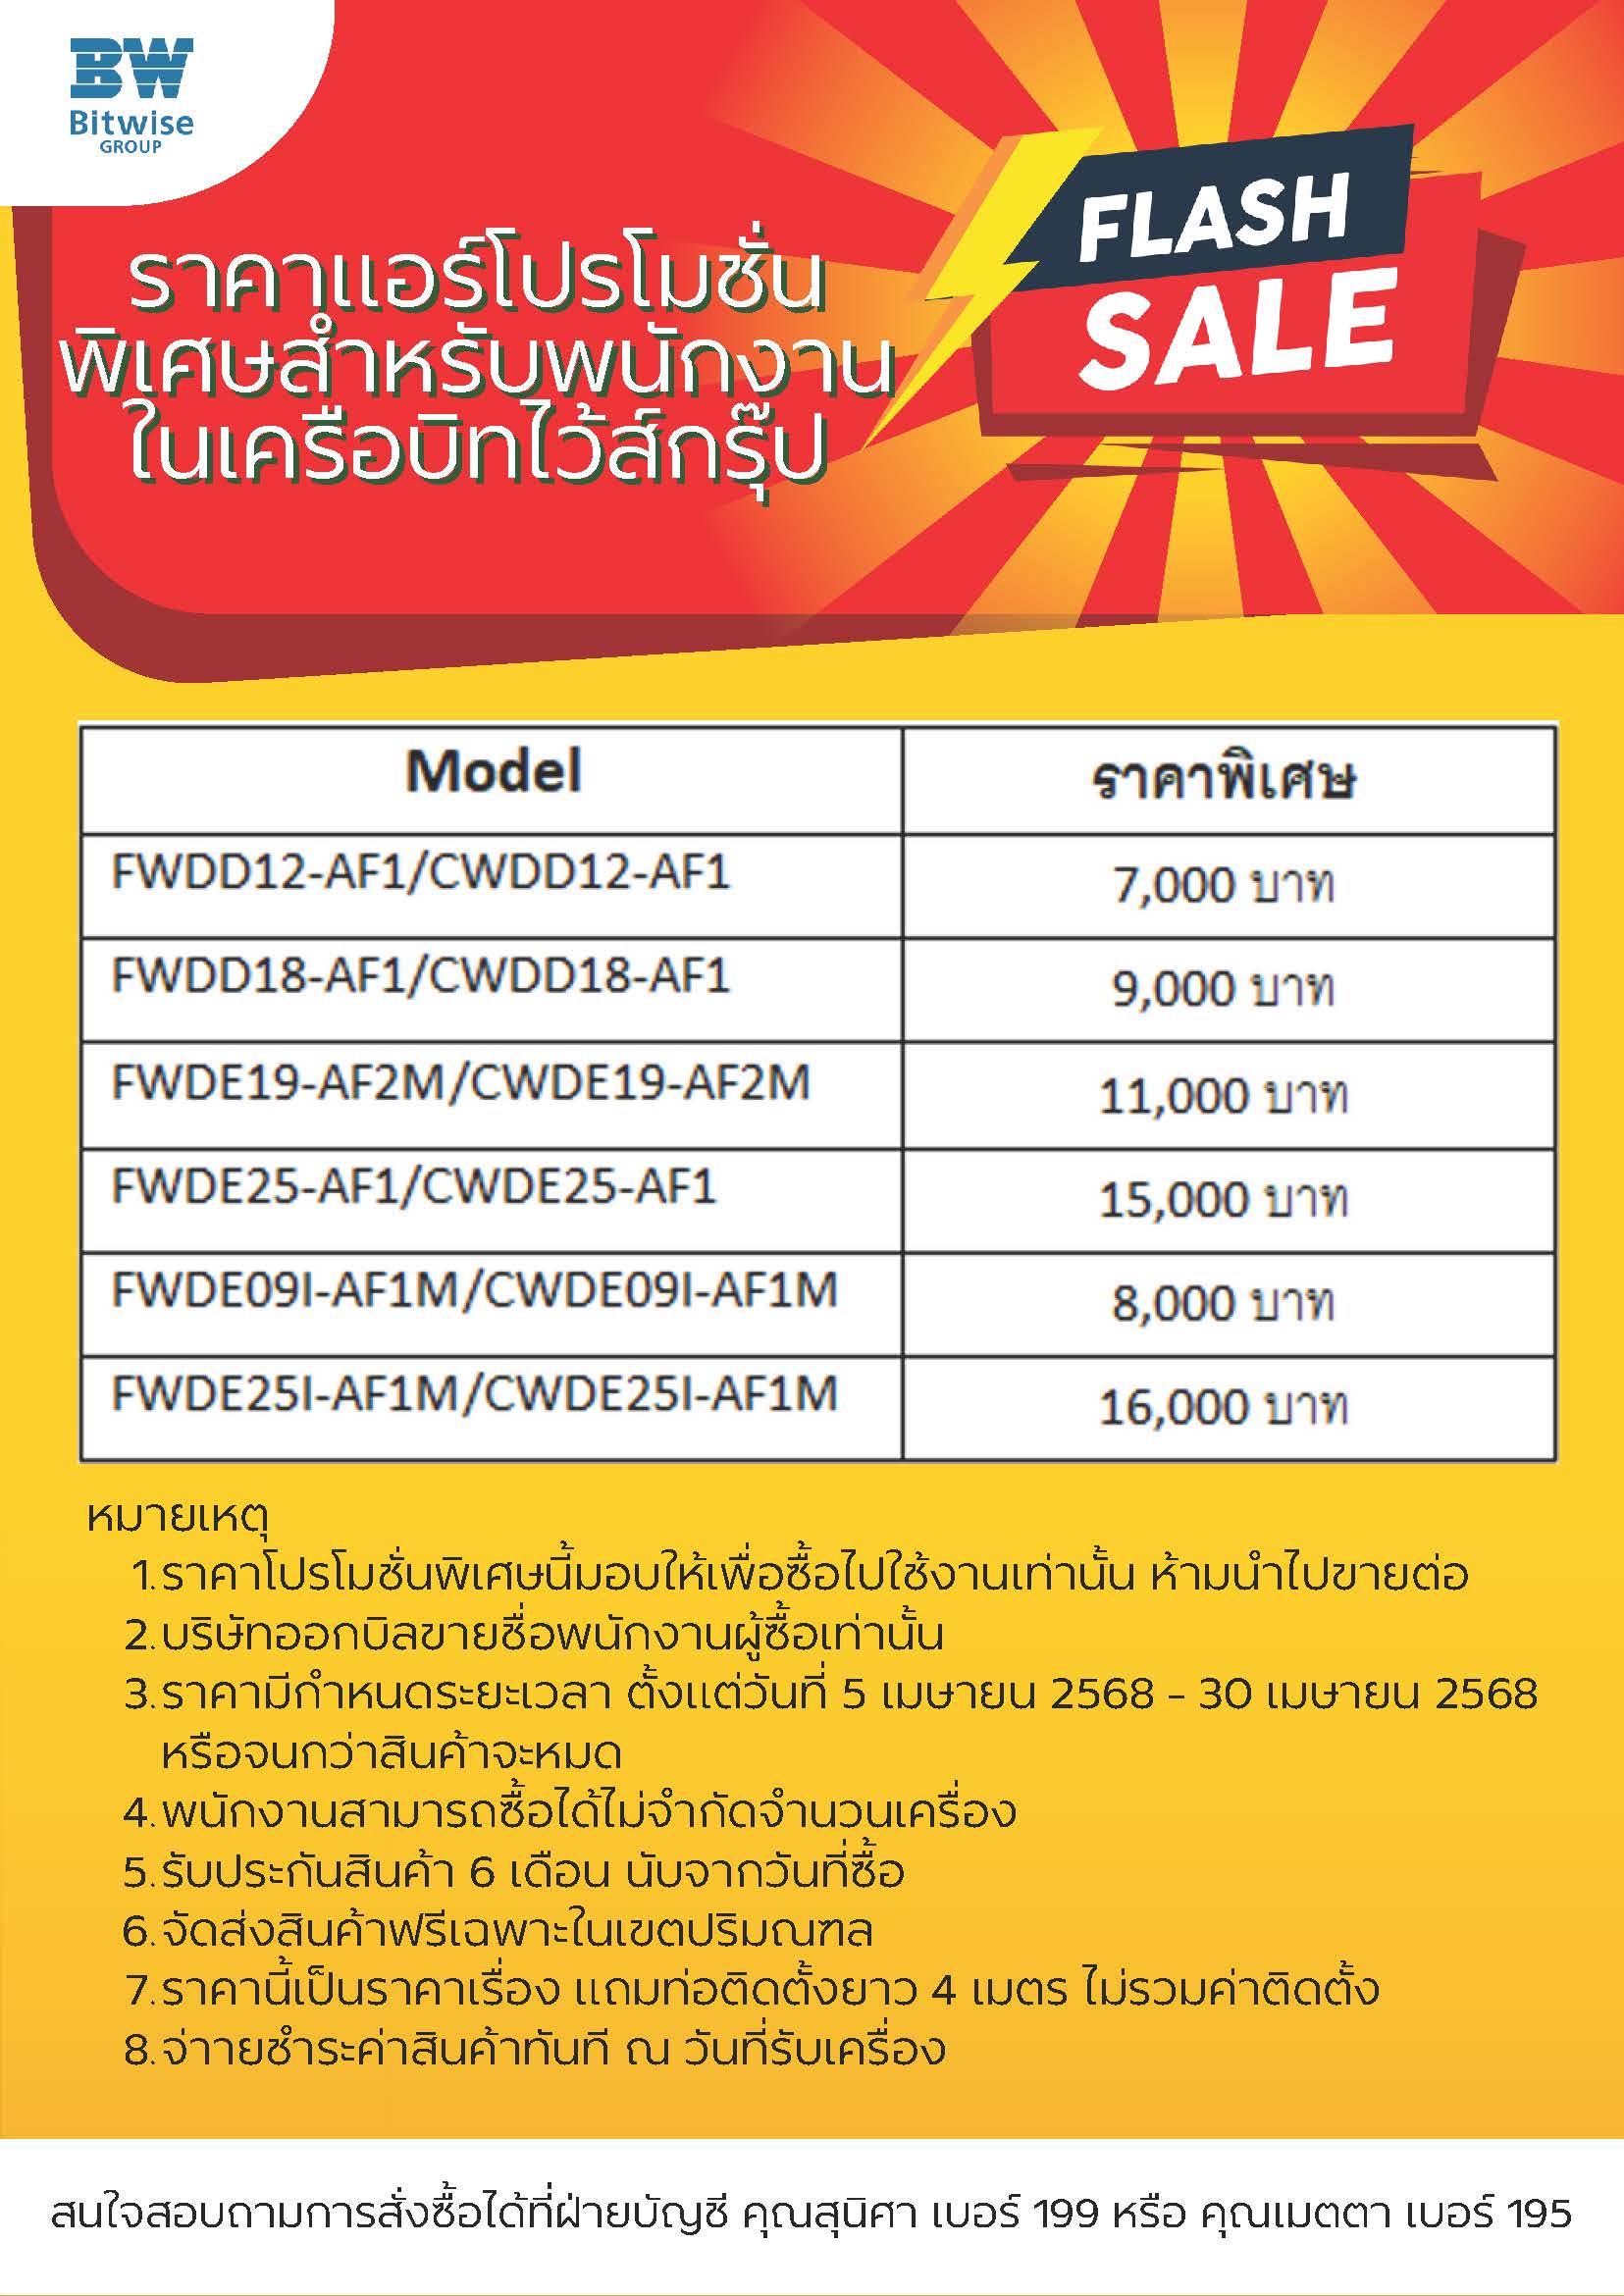 BW
Bitwise
GROUP
FLASH
SALE
ราคาแอร์โปรโมชั่น
พิเศษสำหรับพนักงาน
ในเครือบิทไว้ส์กรุ๊ป
Model ราคาพิเศษ
FWDD12-AF1/CWDD12-AF1 7,000 บาท
FWDD18-AF1/CWDD18-AF1 9,000 บาท
FWDE19-AF2M/CWDE19-AF2M 11,000 บาท
FWDE25-AF1/CWDE25-AF1 15,000 บาท
FWDE09I-AF1M/CWDE09I-AF1M 8,000 บาท
FWDE25I-AF1M/CWDE25I-AF1M 16,000 บาท
หมายเหตุ
1. ราคาโปรโมชั่นพิเศษนี้มอบให้เพื่อซื้อไปใช้งานเท่านั้น ห้ามนำไปขายต่อ
2. บริษัทออกบิลขายชื่อพนักงานผู้ซื้อเท่านั้น
3. ราคามีกำหนดระยะเวลา ตั้งแต่วันที่ 5 เมษายน 2568 - 30 เมษายน 2568
หรือจนกว่าสินค้าจะหมด
4. พนักงานสามารถซื้อได้ไม่จำกัดจำนวนเครื่อง
5. รับประกันสินค้า 6 เดือน นับจากวันที่ซื้อ
6. จัดส่งสินค้าฟรีเฉพาะในเขตปริมณฑล
7. ราคานี้เป็นราคาเรื่อง แถมท่อติดตั้งยาว 4 เมตร ไม่รวมค่าติดตั้ง
8. จ่าายชำระค่าสินค้าทันที ณ วันที่รับเครื่อง
สนใจสอบถามการสั่งซื้อได้ที่ฝ่ายบัญชี คุณสุนิศา เบอร์ 199 หรือ คุณเมตตา เบอร์ 195